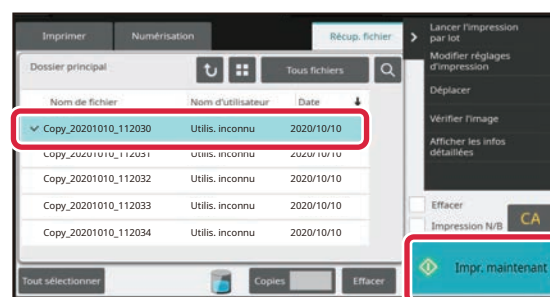 Imprimer Numérisation Récup. fichier
Dossier principal Tous fichiers
Nom de fichier Nom d'utilisateur Date
Copy_20201010_112030 Utilis. inconnu 2020/10/10
Copy_20201010_112031 Utilis. inconnu 2020/10/10
Copy_20201010_112032 Utilis. inconnu 2020/10/10
Copy_20201010_112033 Utilis. inconnu 2020/10/10
Copy_20201010_112034 Utilis. inconnu 2020/10/10
Tout sélectionner Copies Effacer
Lancer l'impression
par lot
Modifier réglages
d'impression
Déplacer
Vérifier l'image
Afficher les infos
détaillées
Effacer
Impression N/B
CA
Impr. maintenant